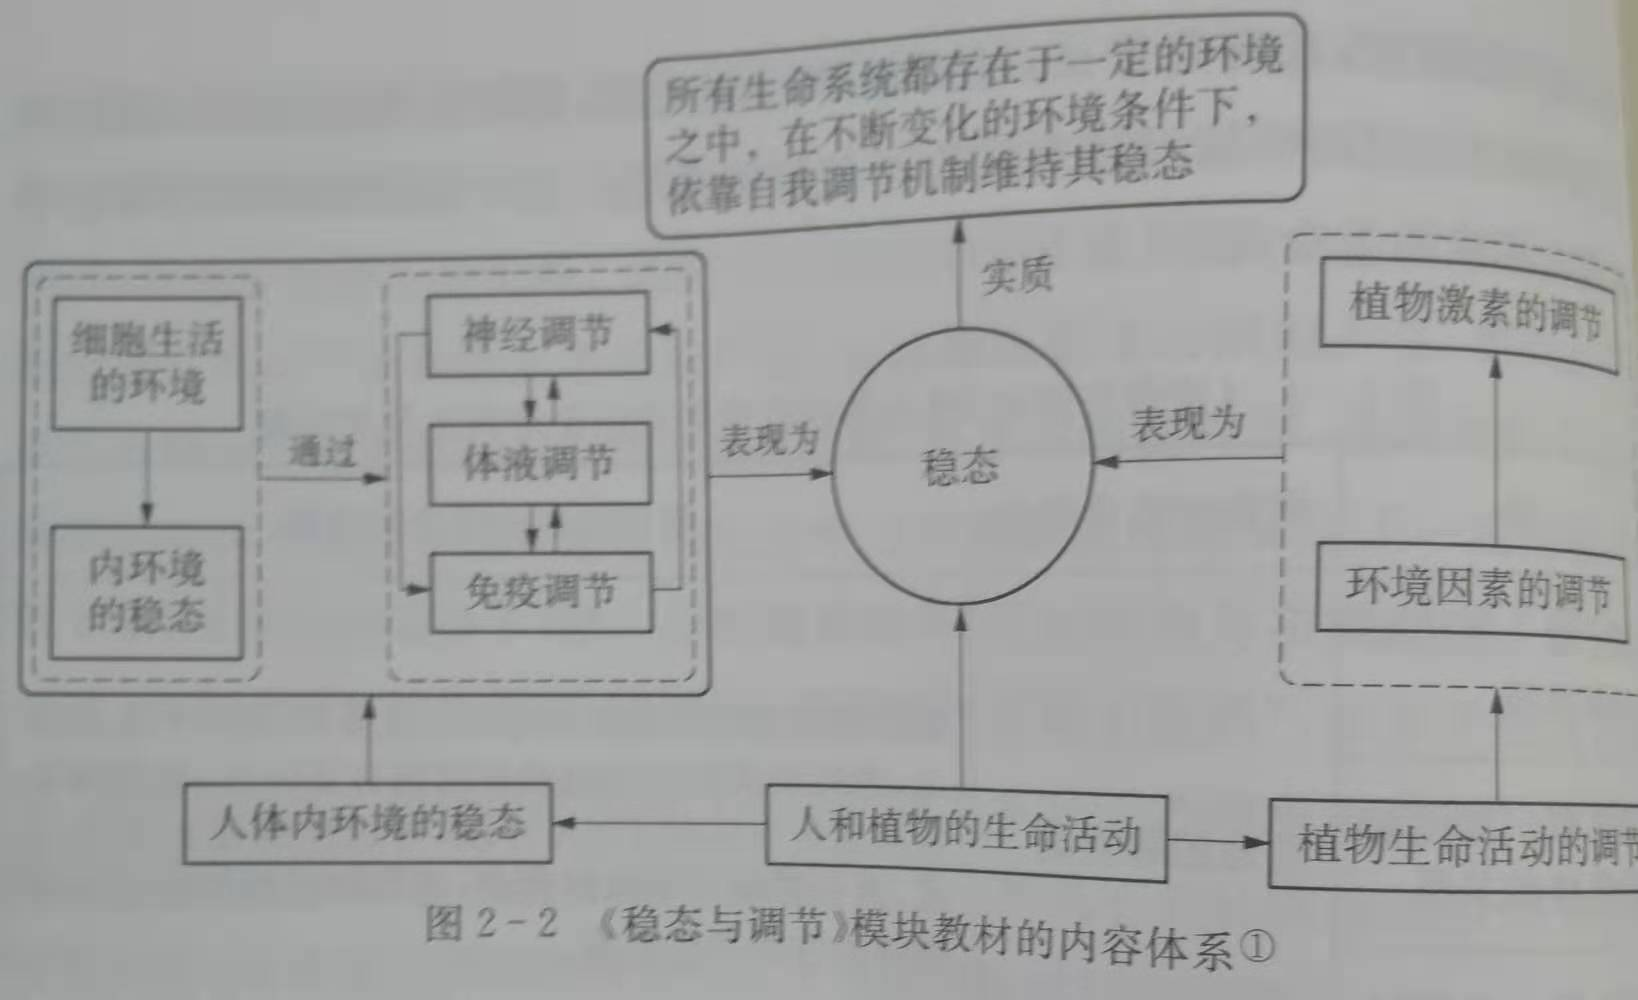 所有生命系统都存在于一定的环境
之中，在不断变化的环境条件下，
依靠自我调节机制维持其稳态
实质
细胞生活
的环境
内环境
的稳态
通过
神经调节
体液调节
免疫调节
表现为
稳态
表现为
植物激素的调节
环境因素的调节
人体内环境的稳态
人和植物的生命活动
植物生命活动的调节
图2-2 《稳态与调节》模块教材的内容体系①